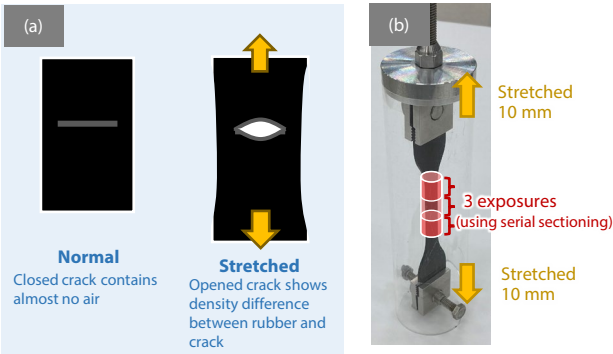 (a)
Normal
Closed crack contains
almost no air
Stretched
Opened crack shows
density difference
between rubber and
crack
(b)
Stretched
10 mm
3 exposures
(using serial sectioning)
Stretched
10 mm